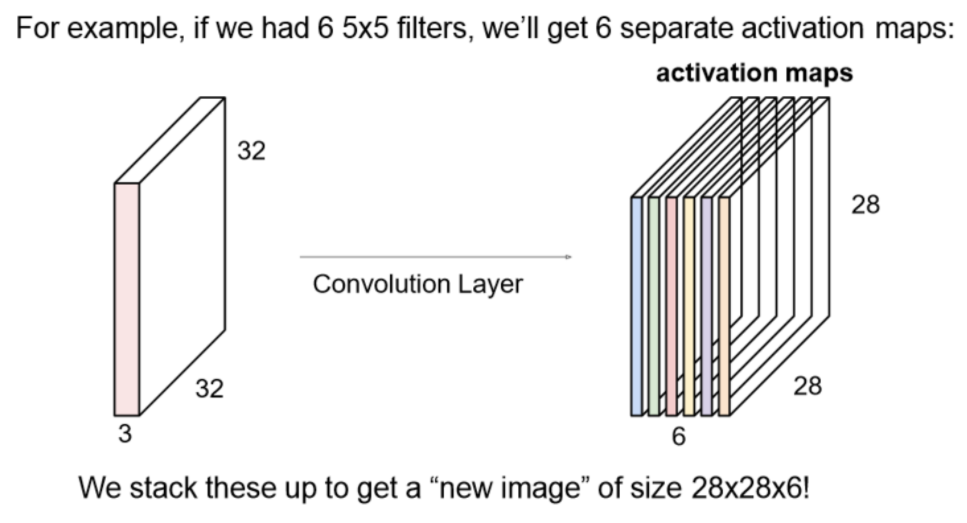 For example, if we had 6 5x5 filters, we’ll get 6 separate activation maps:
activation maps
32
28
Convolution Layer
32
28
3
6
We stack these up to get a “new image” of size 28x28x6!